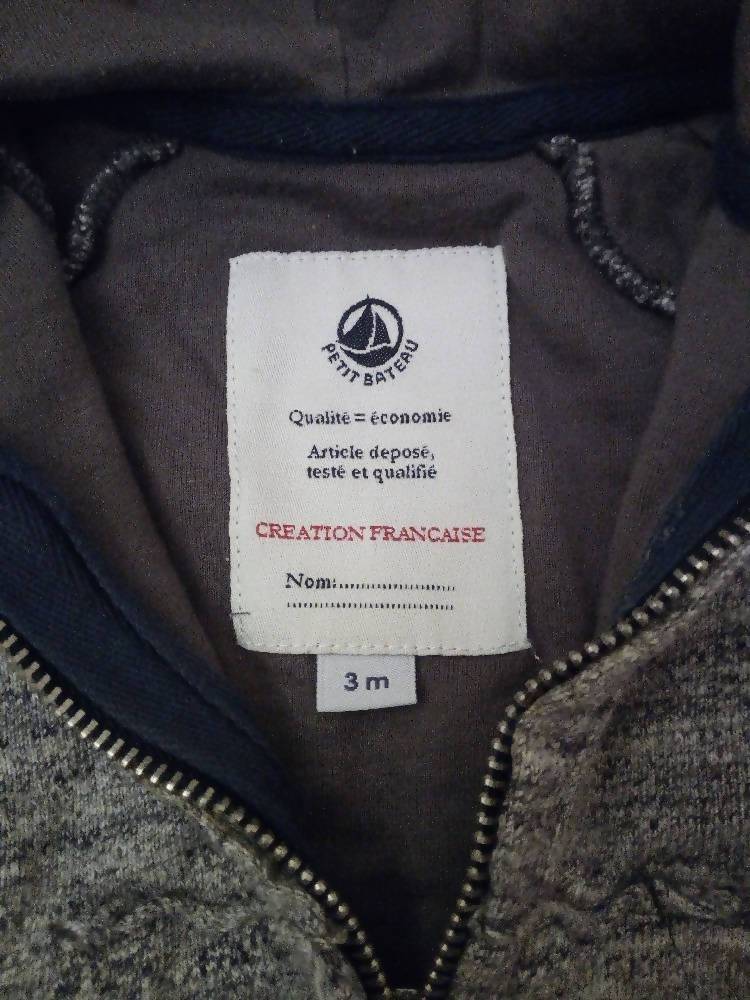 PETIT BATEAU
Qualité = économie
Article deposé,
testé et qualifié
CREATION FRANCAISE
Nom:....................
..............................
3 m